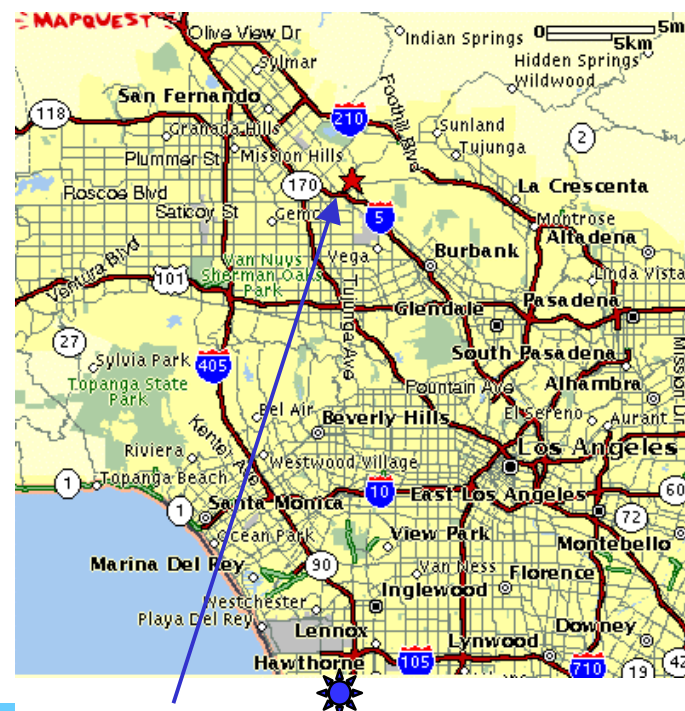 MAPQUEST
Olive View Dr
Indian Springs
0 5m
5km
Hidden Springs
Wildwood
Sylmar
San Fernando
Foothill Blvd
118
210
Granada Hills
Sunland
2
Plummer St
Mission Hills
Tujunga
170
La Crescenta
Roscoe Blvd
Saticoy St
5
Montrose
Altadena
Vega
Burbank
Ventura Blvd
Van Nuys
Sherman Oaks
Park
101
Linda Vista
Tujunga Ave
Glendale
Pasadena
27
South Pasadena
Mission Dr
Sylvia Park
405
Topanga State
Park
Fountain Ave
Alhambra
Bel Air
Beverly Hills
El Sereno
Aurant
Los Angeles
Riviera
Westwood Village
1
Topanga Beach
10
East Los Angeles
60
1
Santa Monica
72
Ocean Park
View Park
Montebello
Marina Del Rey
90
Van Ness
Florence
Westchester
Inglewood
Playa Del Rey
Lennox
Downey
Lynwood
Hawthorne
105
710
19
42